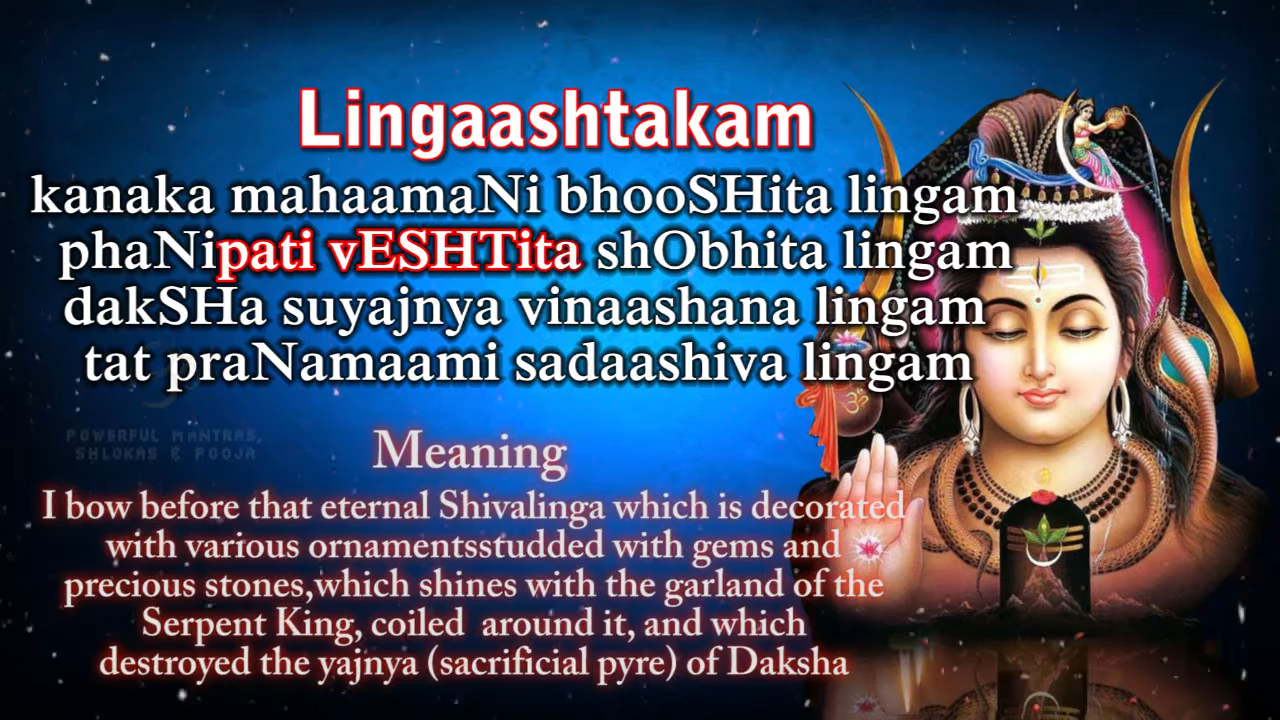 Lingaashtakam
kanaka mahaamaNi bhooSHita lingam
phaNipati vESHTita shObhita lingam
dakSHa suyajnya vinaashana lingam
tat praNamaami sadaashiva lingam
POWERFUL MANTRAS,
SHLOKAS & POOJA
Meaning
I bow before that eternal Shivalinga which is decorated
with various ornamentsstudded with gems and
precious stones,which shines with the garland of the
Serpent King, coiled  around it, and which
destroyed the yajnya (sacrificial pyre) of Daksha
ॐ